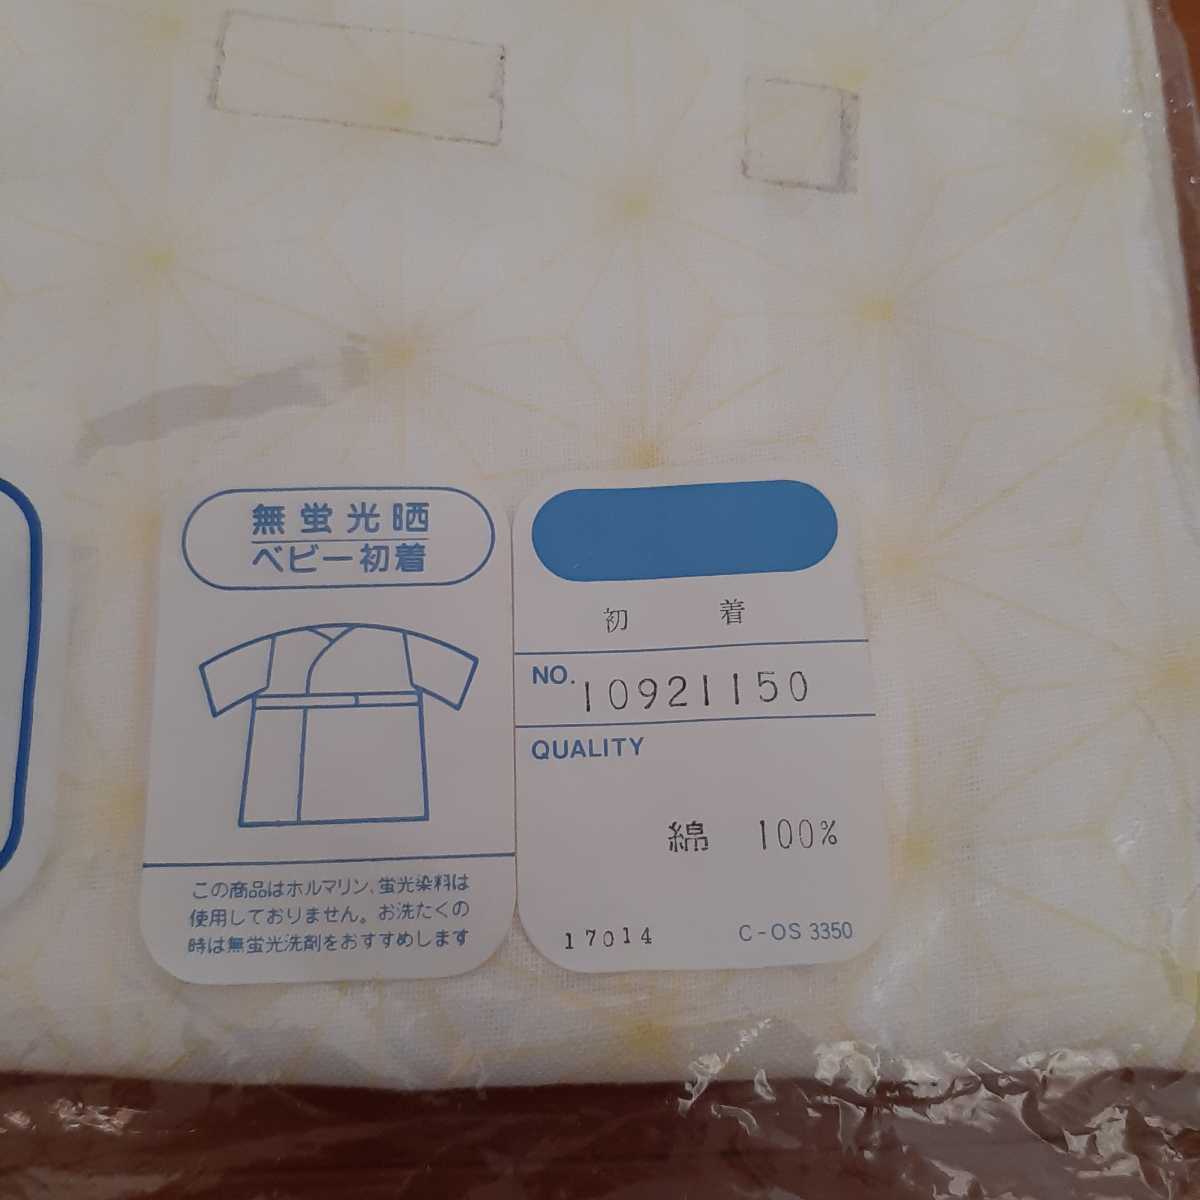 無蛍光晒
ベビー初着
この商品はホルマリン、蛍光染料は
使用しておりません。お洗たくの
時は無蛍光洗剤をおすすめします
初着
NO. 10921150
QUALITY
綿 100%
17014 C-OS 3350